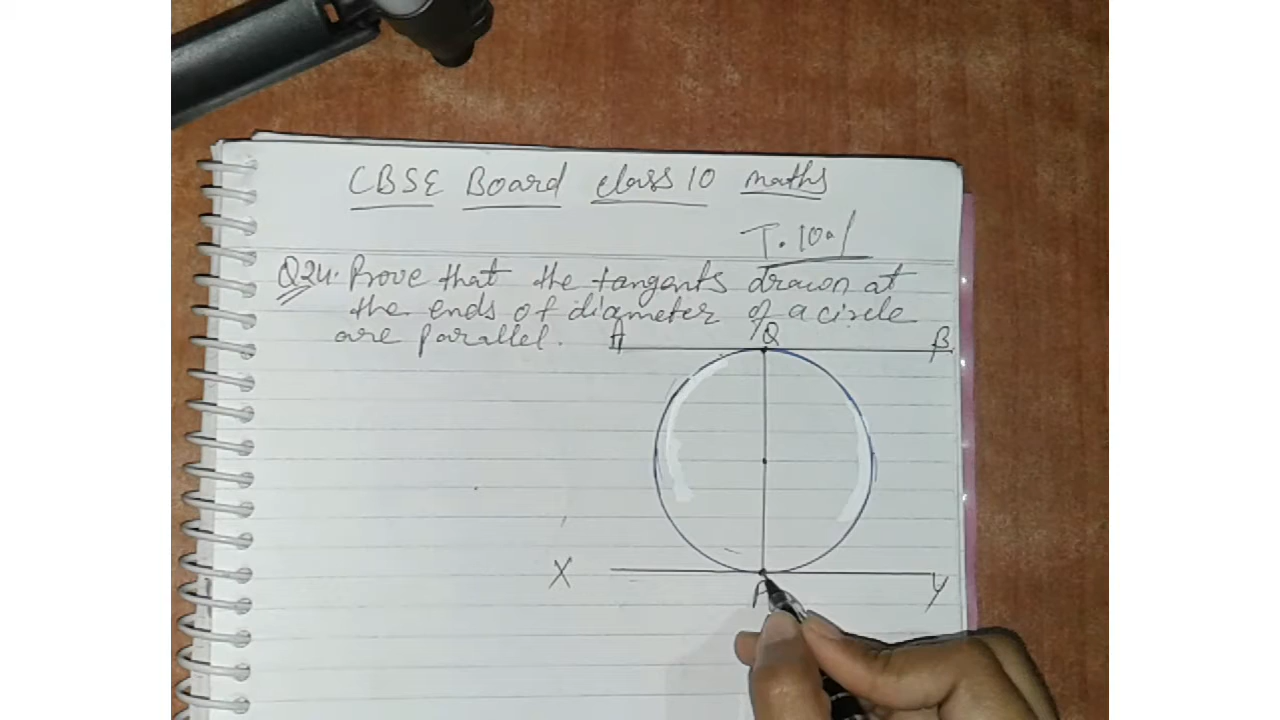 CBSE Board class 10 maths
T. 10.1
Q24. Prove that the tangents drawn at
the ends of diameter of a circle
are parallel.
A Q B
X Y